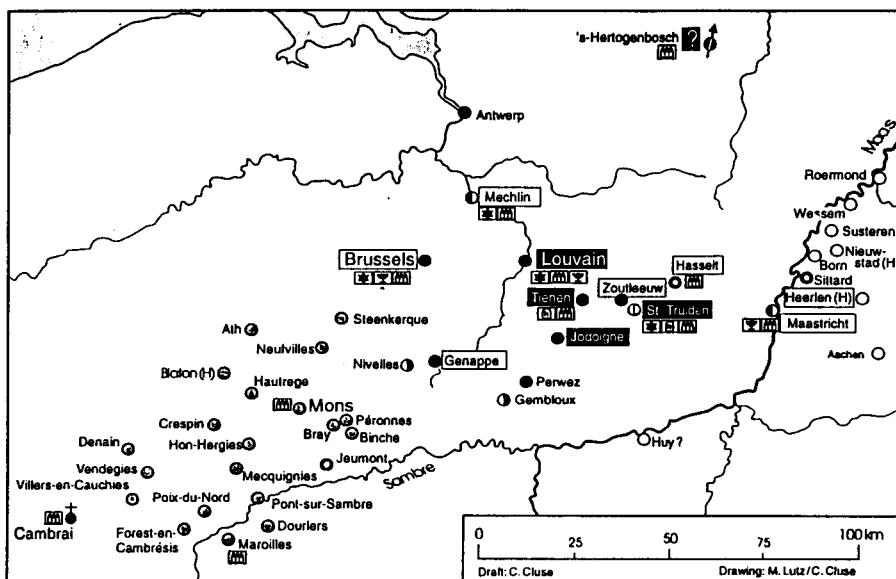 's-Hertogenbosch ?
Antwerp
Maas
Roermond
Mechlin
Wessem
Susteren
Brussels
Louvain
Hasselt
Nieuw-
stad (H)
Born
Sittard
Tienen
Zoutleeuw
St. Truiden
Heerlen (H)
Maastricht
Steenkerque
Ath
Jodoigne
Neufvilles
Nivelles
Genappe
Aachen
Blaton (H)
Hautrege
Perwez
Gembloux
Mons
Crespin
Péronnes
Bray
Binche
Denain
Hon-Hergies
Huy ?
Vendegies
Jeumont
Sambre
Mecquignies
Villers-en-Cauchies
Poix-du-Nord
Pont-sur-Sambre
Cambrai
Forest-en-
Cambrésis
Dourlers
Maroilles
0 25 50 75 100 km
Draft: C. Cluse Drawing: M. Lutz / C. Cluse